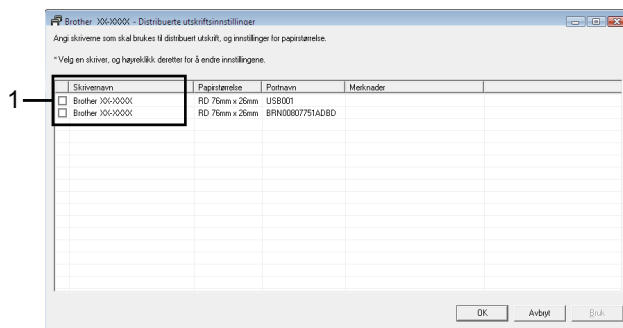 Brother XX-XXXX - Distribuerte utskriftsinnstillinger
Angi skriverne som skal brukes til distribuert utskrift, og innstillinger for papirstørrelse.
* Velg en skriver, og høyreklikk deretter for å endre innstillingene.
Skrivernavn Papirstørrelse Portnavn Merknader
1
Brother XX-XXXX RD 76mm x 26mm USB001
Brother XX-XXXX RD 76mm x 26mm BRN00807751ADBD
OK Avbryt Bruk